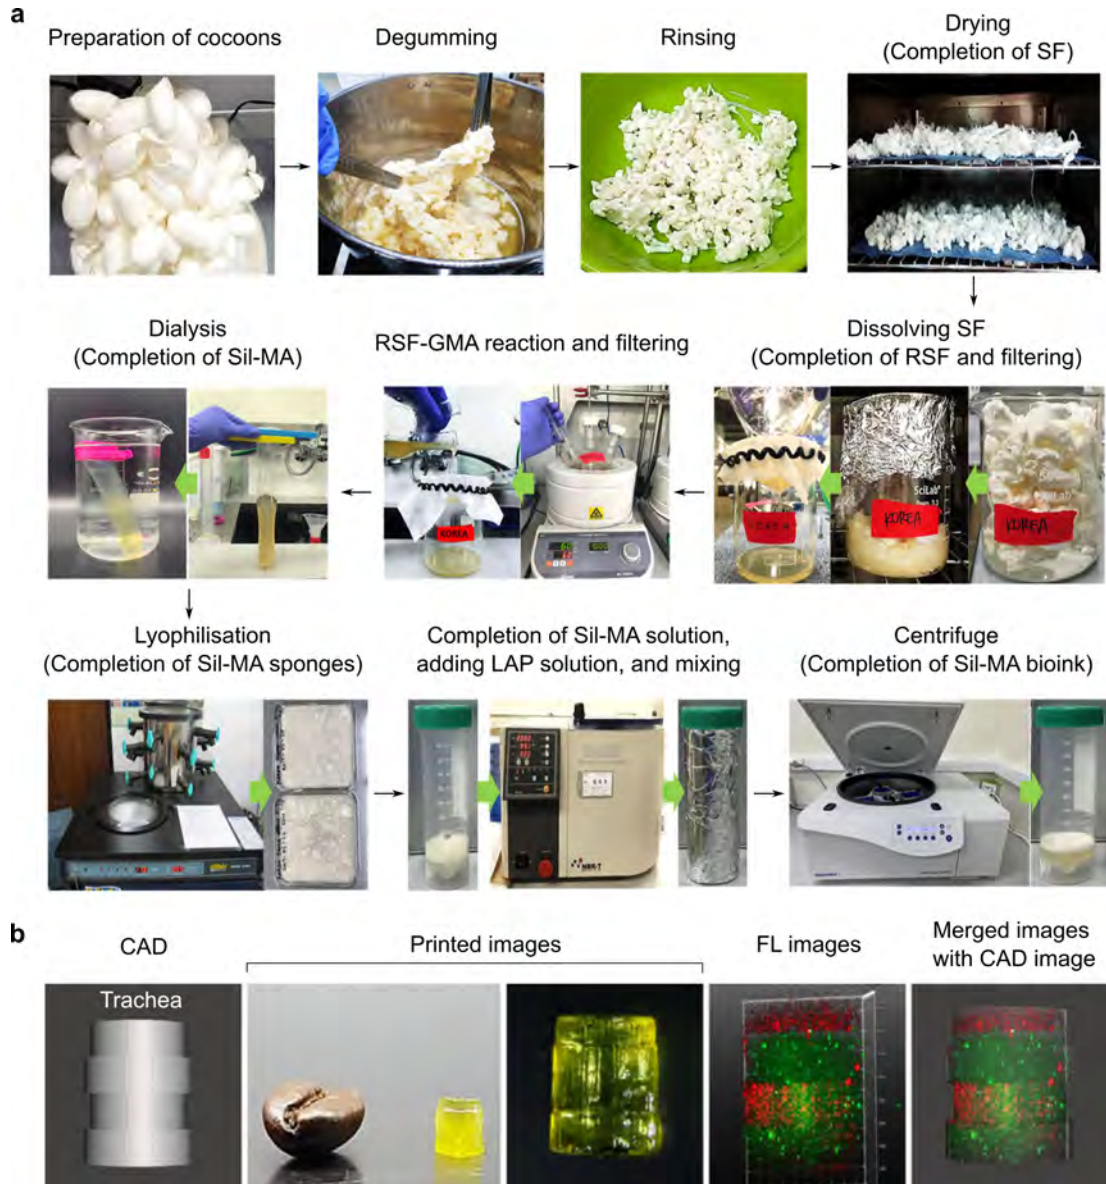 a
Preparation of cocoons
Degumming
Rinsing
Drying
(Completion of SF)
Dialysis
(Completion of Sil-MA)
RSF-GMA reaction and filtering
Dissolving SF
(Completion of RSF and filtering)
KOREA
KOREA
SciLab
KOREA
Lyophilisation
(Completion of Sil-MA sponges)
Completion of Sil-MA solution,
adding LAP solution, and mixing
Centrifuge
(Completion of Sil-MA bioink)
b
CAD
Printed images
FL images
Merged images
with CAD image
Trachea